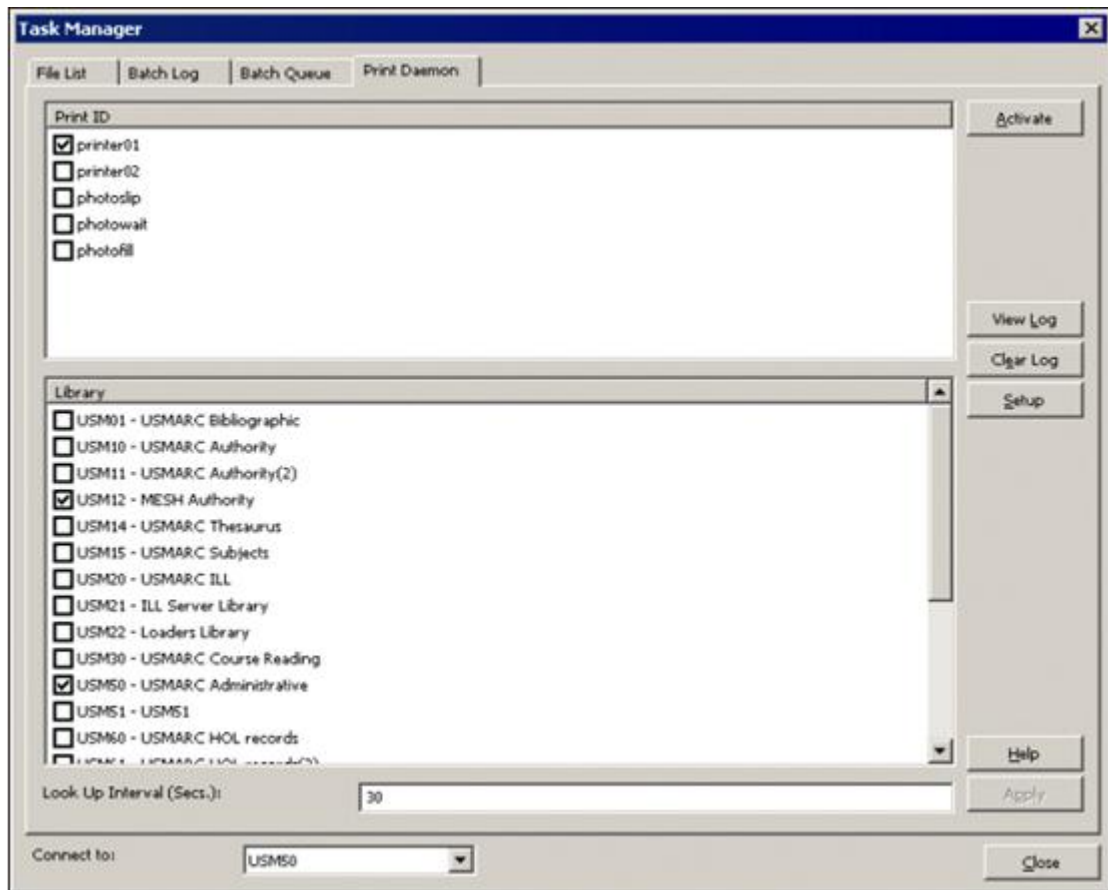 Task Manager
File List Batch Log Batch Queue Print Daemon
Print ID
Activate
printer01
printer02
photoslip
photowait
photofill
View Log
Clear Log
Setup
Library
USM01 - USMARC Bibliographic
USM10 - USMARC Authority
USM11 - USMARC Authority(2)
USM12 - MESH Authority
USM14 - USMARC Thesaurus
USM15 - USMARC Subjects
USM20 - USMARC ILL
USM21 - ILL Server Library
USM22 - Loaders Library
USM30 - USMARC Course Reading
USM50 - USMARC Administrative
USM51 - USM51
USM60 - USMARC HOL records
Help
Look Up Interval (Secs.): 30
Apply
Connect to: USM50
Close